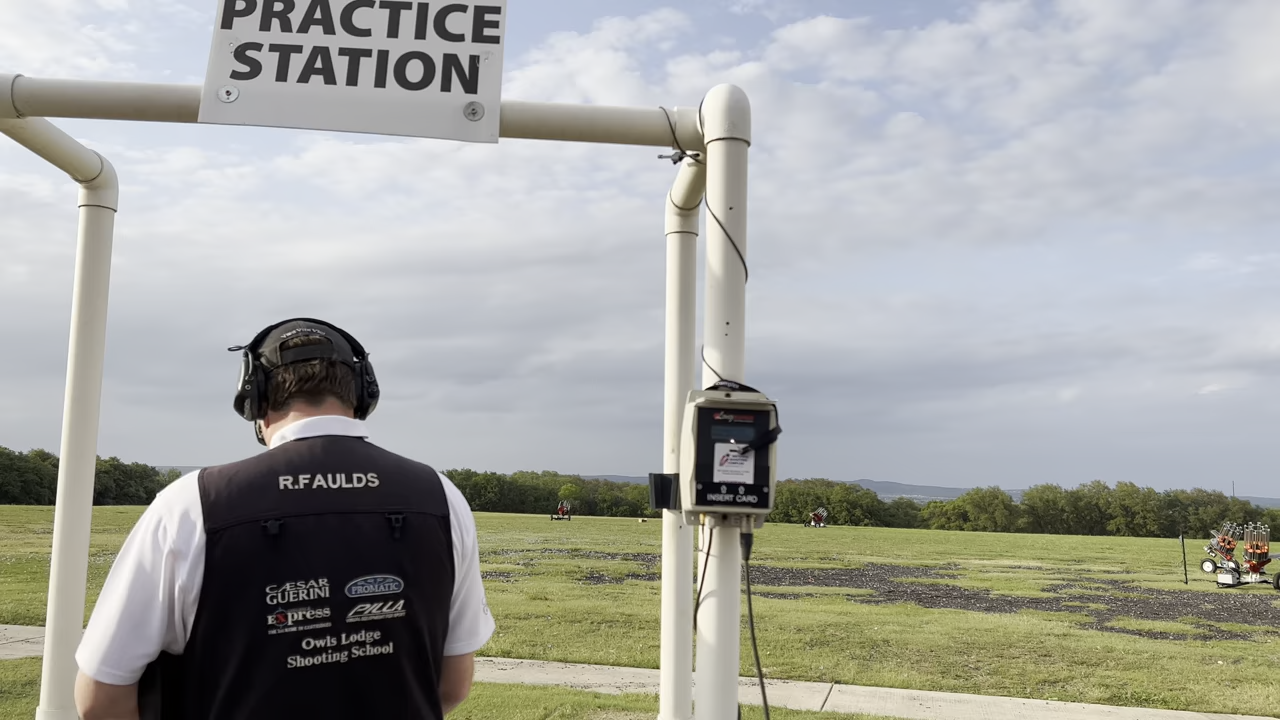 PRACTICE
STATION
R.FAULDS
CÆSAR
GUERINI
PROMATIC
Express
PILLA
Owls Lodge
Shooting School
INSERT CARD